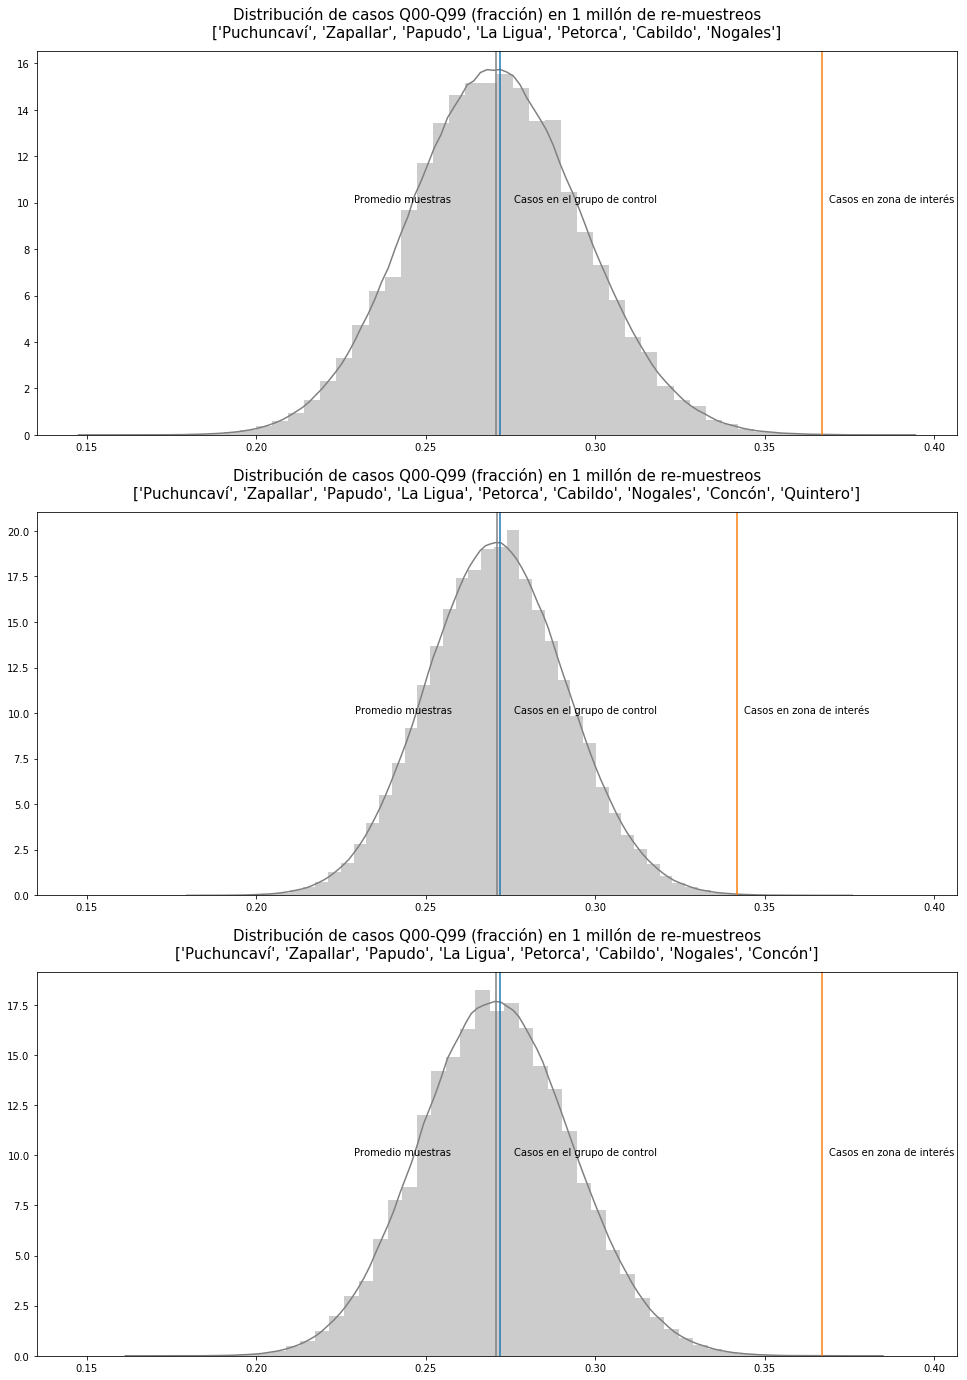 Distribución de casos Q00-Q99 (fracción) en 1 millón de re-muestreos
['Puchuncaví', 'Zapallar', 'Papudo', 'La Ligua', 'Petorca', 'Cabildo', 'Nogales']
16
14
12
10
8
6
4
2
0
Promedio muestras
Casos en el grupo de control
Casos en zona de interés
0.15
0.20
0.25
0.30
0.35
0.40
Distribución de casos Q00-Q99 (fracción) en 1 millón de re-muestreos
['Puchuncaví', 'Zapallar', 'Papudo', 'La Ligua', 'Petorca', 'Cabildo', 'Nogales', 'Concón', 'Quintero']
20.0
17.5
15.0
12.5
10.0
7.5
5.0
2.5
0.0
Promedio muestras
Casos en el grupo de control
Casos en zona de interés
0.15
0.20
0.25
0.30
0.35
0.40
Distribución de casos Q00-Q99 (fracción) en 1 millón de re-muestreos
['Puchuncaví', 'Zapallar', 'Papudo', 'La Ligua', 'Petorca', 'Cabildo', 'Nogales', 'Concón']
17.5
15.0
12.5
10.0
7.5
5.0
2.5
0.0
Promedio muestras
Casos en el grupo de control
Casos en zona de interés
0.15
0.20
0.25
0.30
0.35
0.40